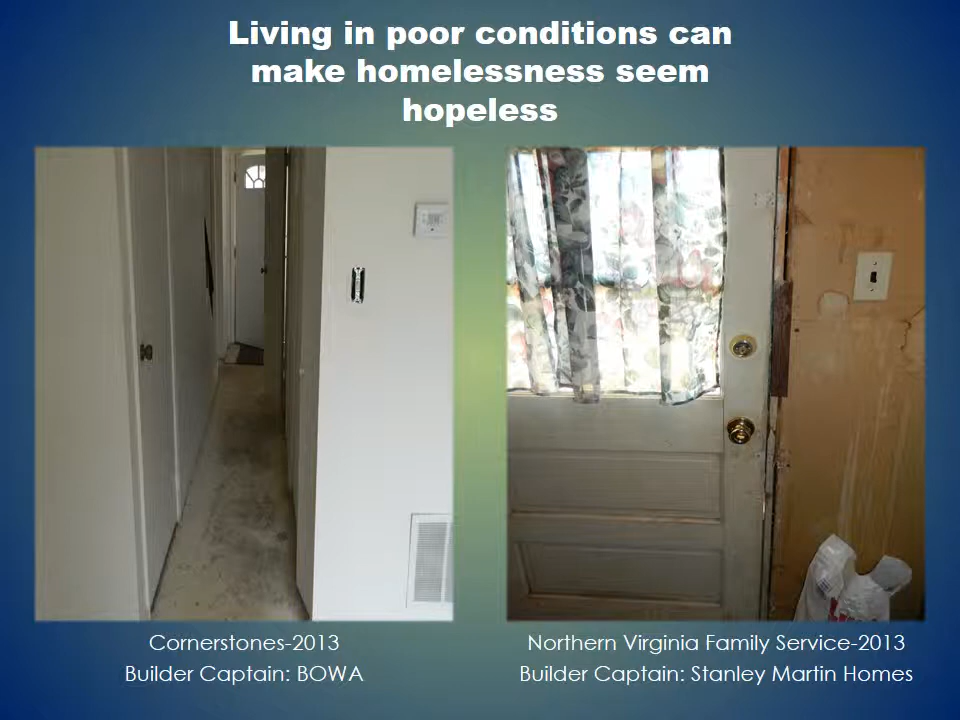 Living in poor conditions can
make homelessness seem
hopeless
Cornerstones-2013
Builder Captain: BOWA
Northern Virginia Family Service-2013
Builder Captain: Stanley Martin Homes